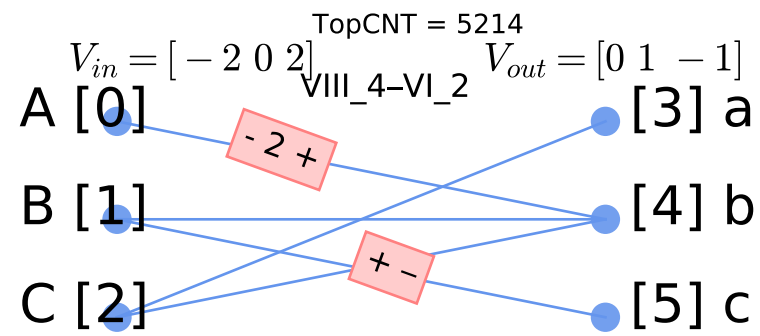 TopCNT = 5214
V_in = [ − 2 0 2]
V_out = [0 1 − 1]
VIII_4–VI_2
A [0]
[3] a
- 2 +
B [1]
[4] b
+ −
C [2]
[5] c